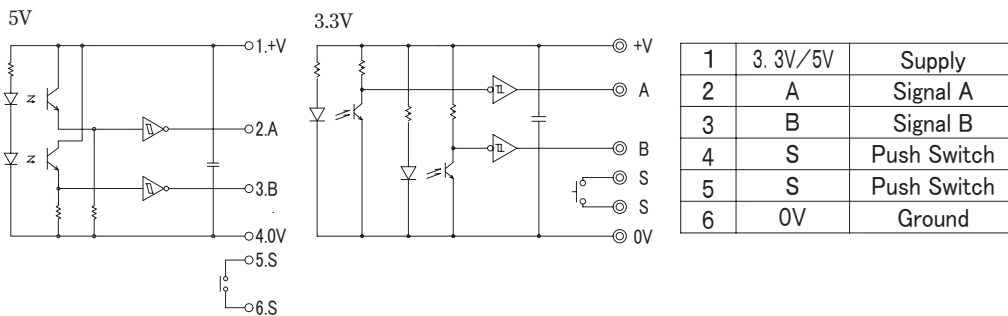 5V
1.+V
2.A
3.B
4.0V
5.S
6.S
3.3V
+V
A
B
S
S
0V
1 3.3V/5V Supply
2 A Signal A
3 B Signal B
4 S Push Switch
5 S Push Switch
6 0V Ground